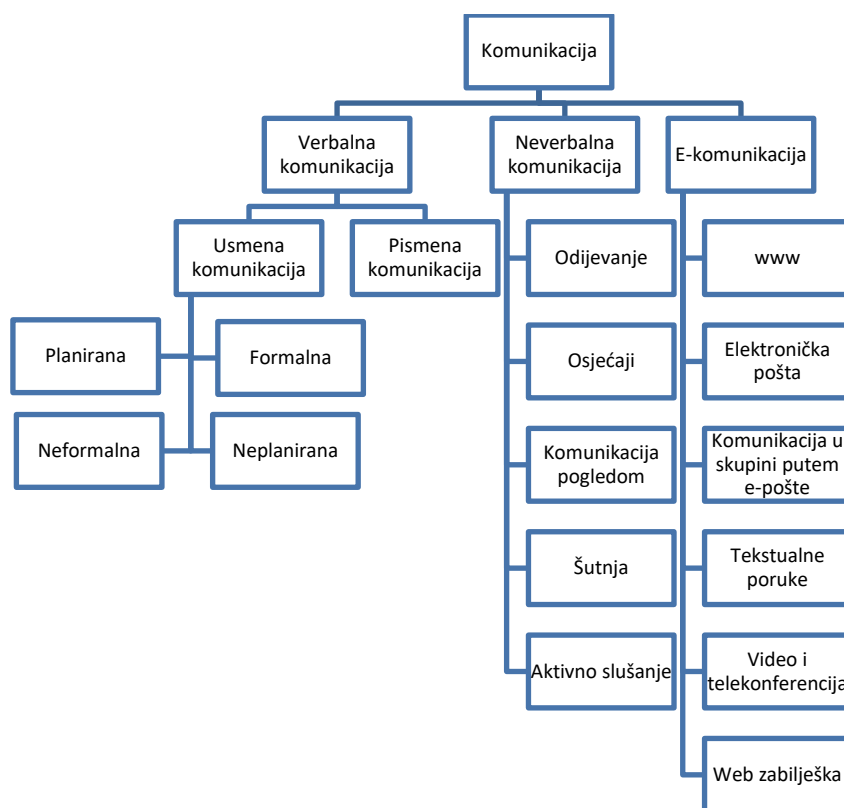 Komunikacija
Verbalna
komunikacija
Neverbalna
komunikacija
E-komunikacija
Usmena
komunikacija
Pismena
komunikacija
Planirana
Formalna
Neformalna
Neplanirana
Odijevanje
Osjećaji
Komunikacija
pogledom
Šutnja
Aktivno slušanje
www
Elektronička
pošta
Komunikacija u
skupini putem
e-pošte
Tekstualne
poruke
Video i
telekonferencija
Web zabilješka